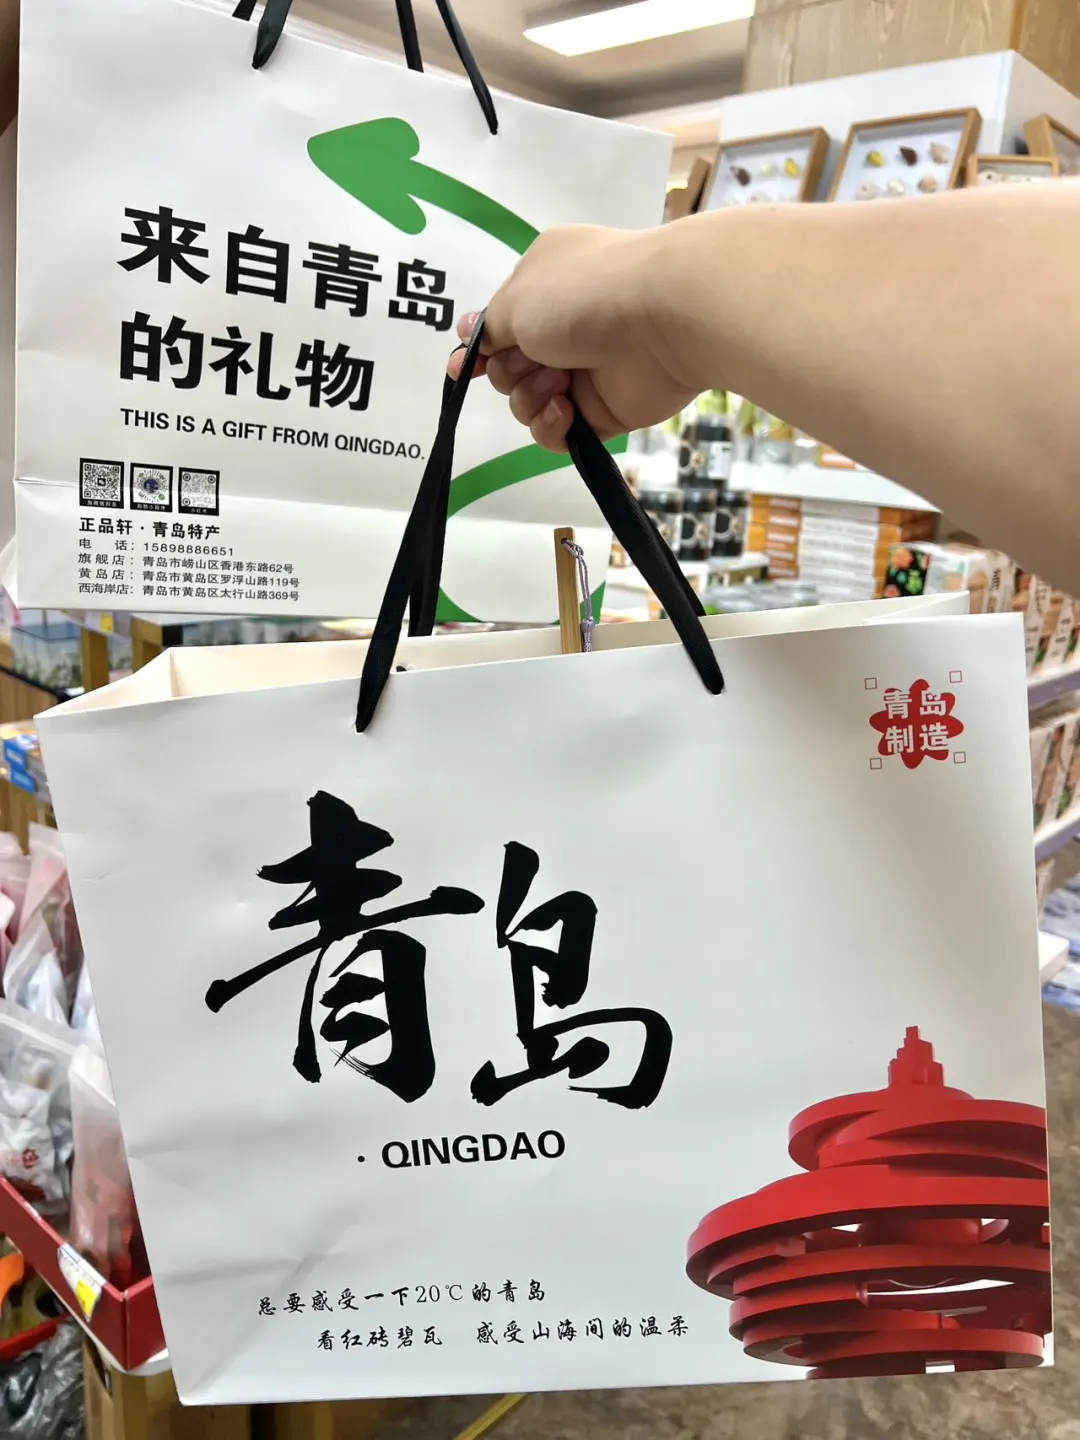 来自青岛
的礼物
THIS IS A GIFT FROM QINGDAO.
正品轩·青岛特产
电 话：15898886651
旗舰店：青岛市崂山区香港东路62号
黄岛店：青岛市黄岛区罗浮山路119号
西海岸店：青岛市黄岛区太行山路369号
青岛
制造
青岛
·QINGDAO
总要感受一下20℃的青岛
看红砖碧瓦 感受山海间的温柔